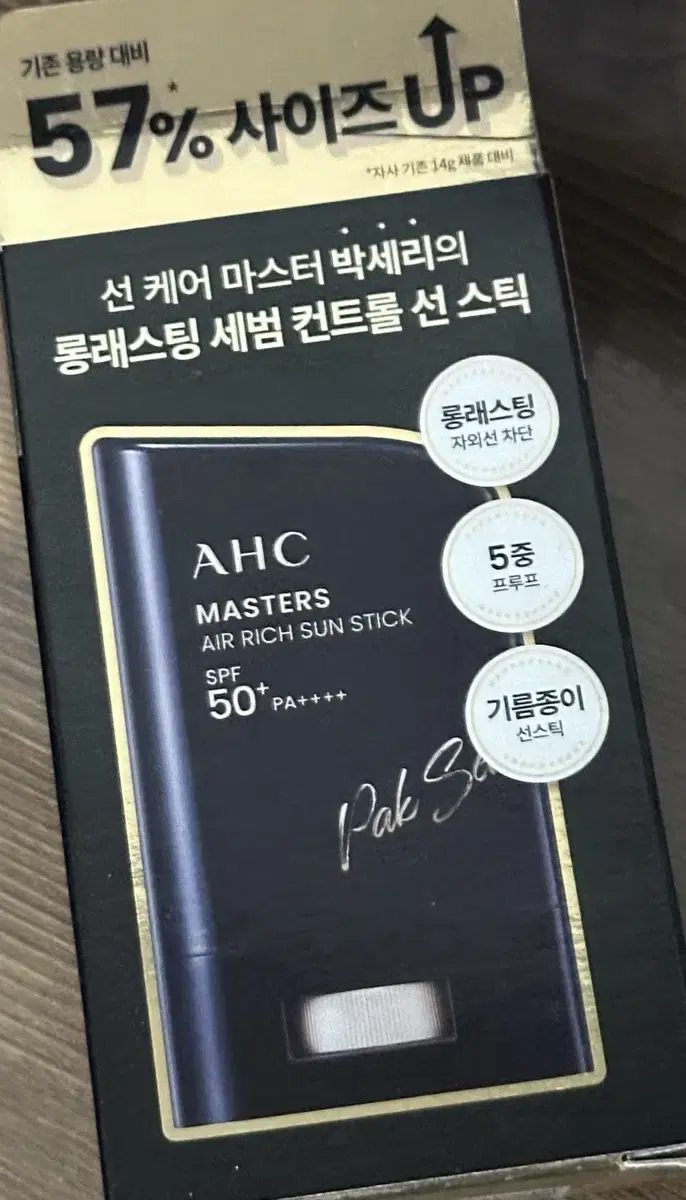 기존 용량 대비
57%* 사이즈 UP
*자사 기존 14g 제품 대비
선 케어 마스터 박세리의
롱래스팅 세범 컨트롤 선 스틱
롱래스팅
자외선 차단
5중
프루프
기름종이
선스틱
AHC
MASTERS
AIR RICH SUN STICK
SPF
50+ PA++++
Pak